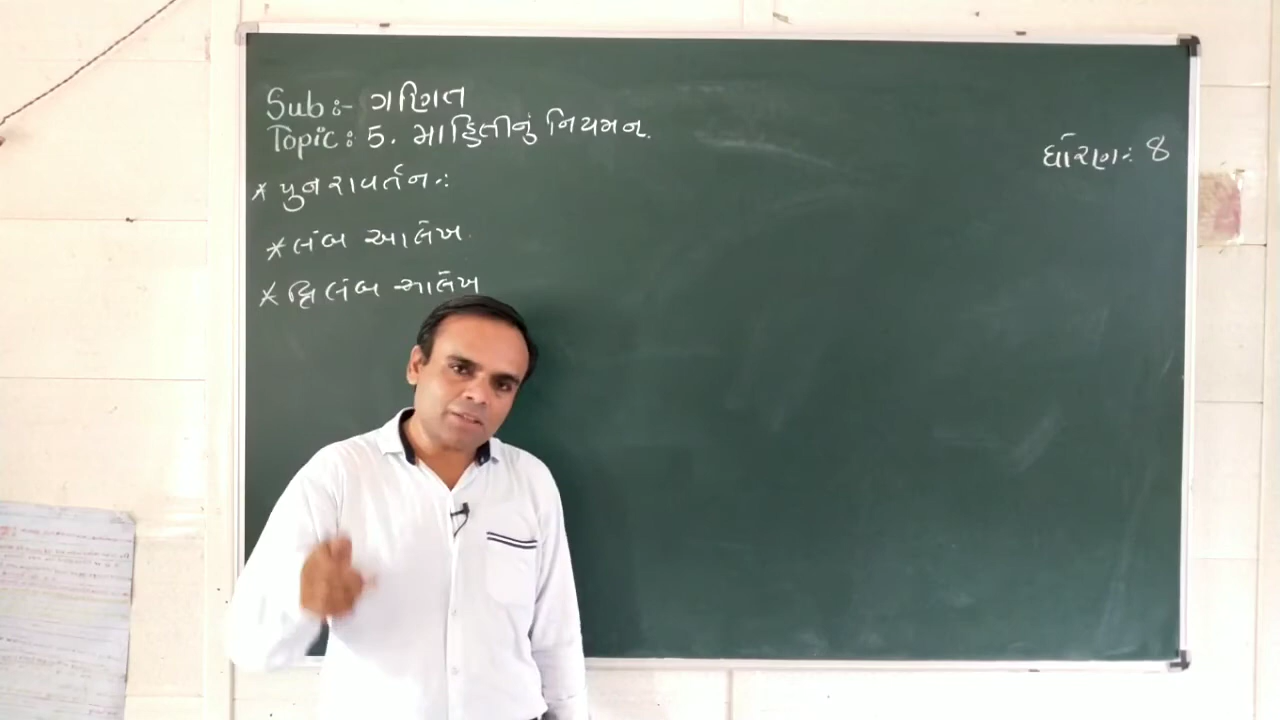 Sub:- ગણિત
Topic: 5. માહિતીનું નિયમન.
ધોરણ: 8
* પુનરાવર્તન:
* લંબ આલેખ.
* દ્વિલંબ આલેખ